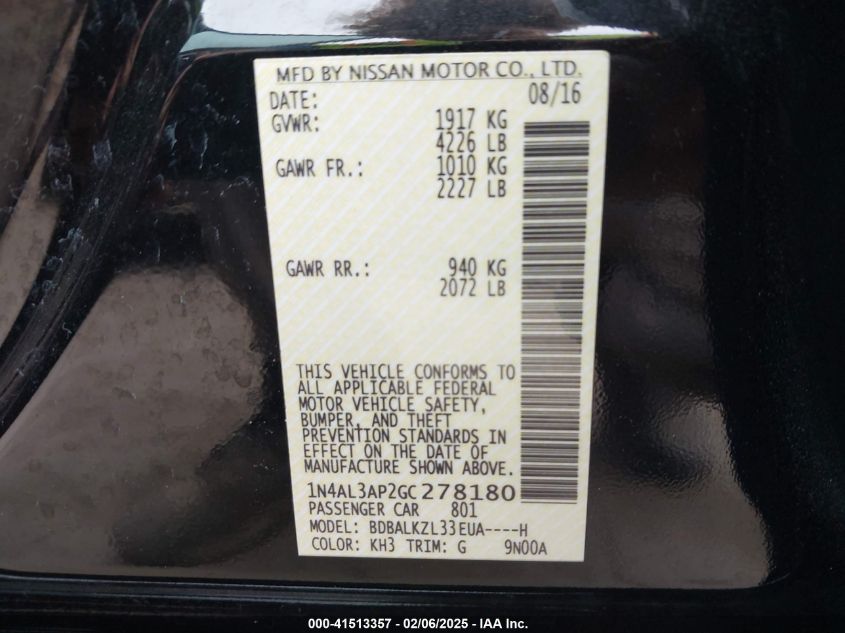 MFD BY NISSAN MOTOR CO., LTD.
DATE: 08/16
GVWR: 1917 KG
4226 LB
GAWR FR.: 1010 KG
2227 LB
GAWR RR.: 940 KG
2072 LB
THIS VEHICLE CONFORMS TO
ALL APPLICABLE FEDERAL
MOTOR VEHICLE SAFETY,
BUMPER, AND THEFT
PREVENTION STANDARDS IN
EFFECT ON THE DATE OF
MANUFACTURE SHOWN ABOVE.
1N4AL3AP2GC278180
PASSENGER CAR 801
MODEL: BDBALKZL33EUA----H
COLOR: KH3 TRIM: G 9N00A
000-41513357 - 02/06/2025 - IAA Inc.